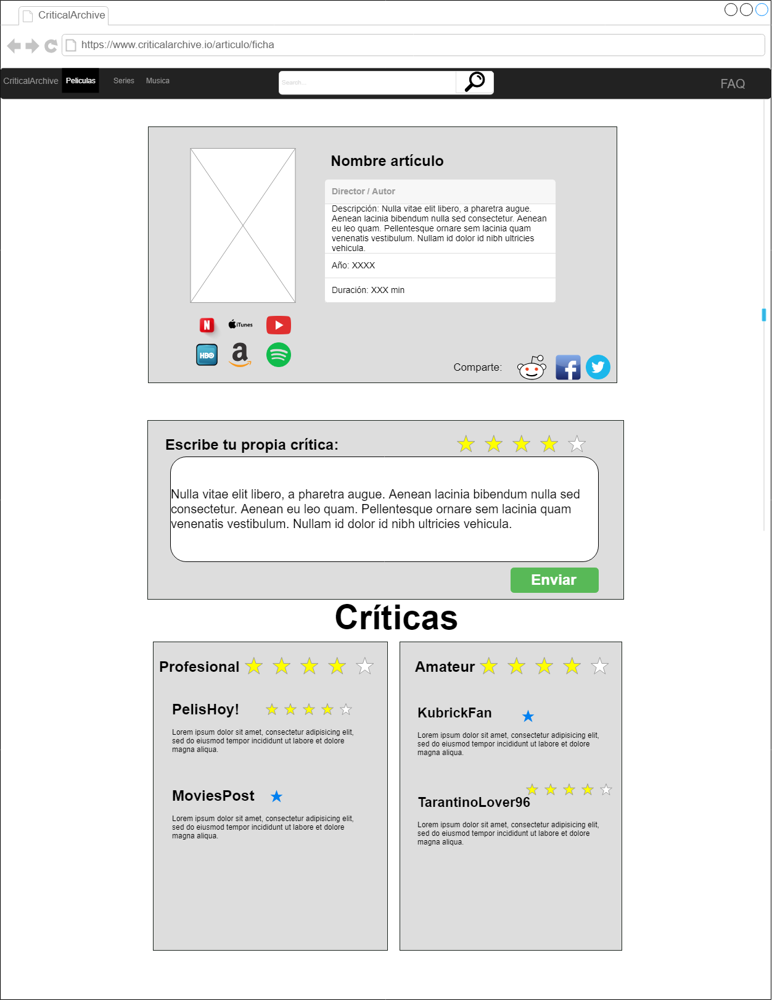 CriticalArchive
https://www.criticalarchive.io/articulo/ficha
CriticalArchive
Peliculas
Series
Musica
Search...
FAQ
Nombre artículo
Director / Autor
Descripción: Nulla vitae elit libero, a pharetra augue.
Aenean lacinia bibendum nulla sed consectetur. Aenean
eu leo quam. Pellentesque ornare sem lacinia quam
venenatis vestibulum. Nullam id dolor id nibh ultricies
vehicula.
Año: XXXX
Duración: XXX min
N
iTunes
HBO
a
Comparte:
f
Escribe tu propia crítica:
Nulla vitae elit libero, a pharetra augue. Aenean lacinia bibendum nulla sed
consectetur. Aenean eu leo quam. Pellentesque ornare sem lacinia quam
venenatis vestibulum. Nullam id dolor id nibh ultricies vehicula.
Enviar
Críticas
Profesional
PelisHoy!
Lorem ipsum dolor sit amet, consectetur adipisicing elit,
sed do eiusmod tempor incididunt ut labore et dolore
magna aliqua.
MoviesPost
Lorem ipsum dolor sit amet, consectetur adipisicing elit,
sed do eiusmod tempor incididunt ut labore et dolore
magna aliqua.
Amateur
KubrickFan
Lorem ipsum dolor sit amet, consectetur adipisicing elit,
sed do eiusmod tempor incididunt ut labore et dolore
magna aliqua.
TarantinoLover96
Lorem ipsum dolor sit amet, consectetur adipisicing elit,
sed do eiusmod tempor incididunt ut labore et dolore
magna aliqua.